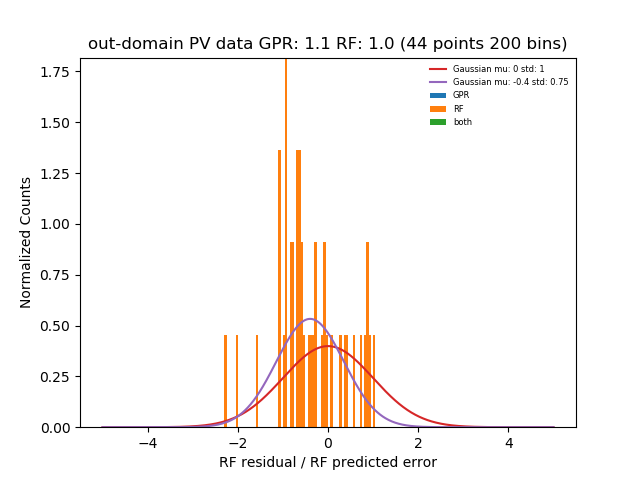 out-domain PV data GPR: 1.1 RF: 1.0 (44 points 200 bins)
Gaussian mu: 0 std: 1
Gaussian mu: -0.4 std: 0.75
GPR
RF
both
Normalized Counts
1.75
1.50
1.25
1.00
0.75
0.50
0.25
0.00
−4 −2 0 2 4
RF residual / RF predicted error